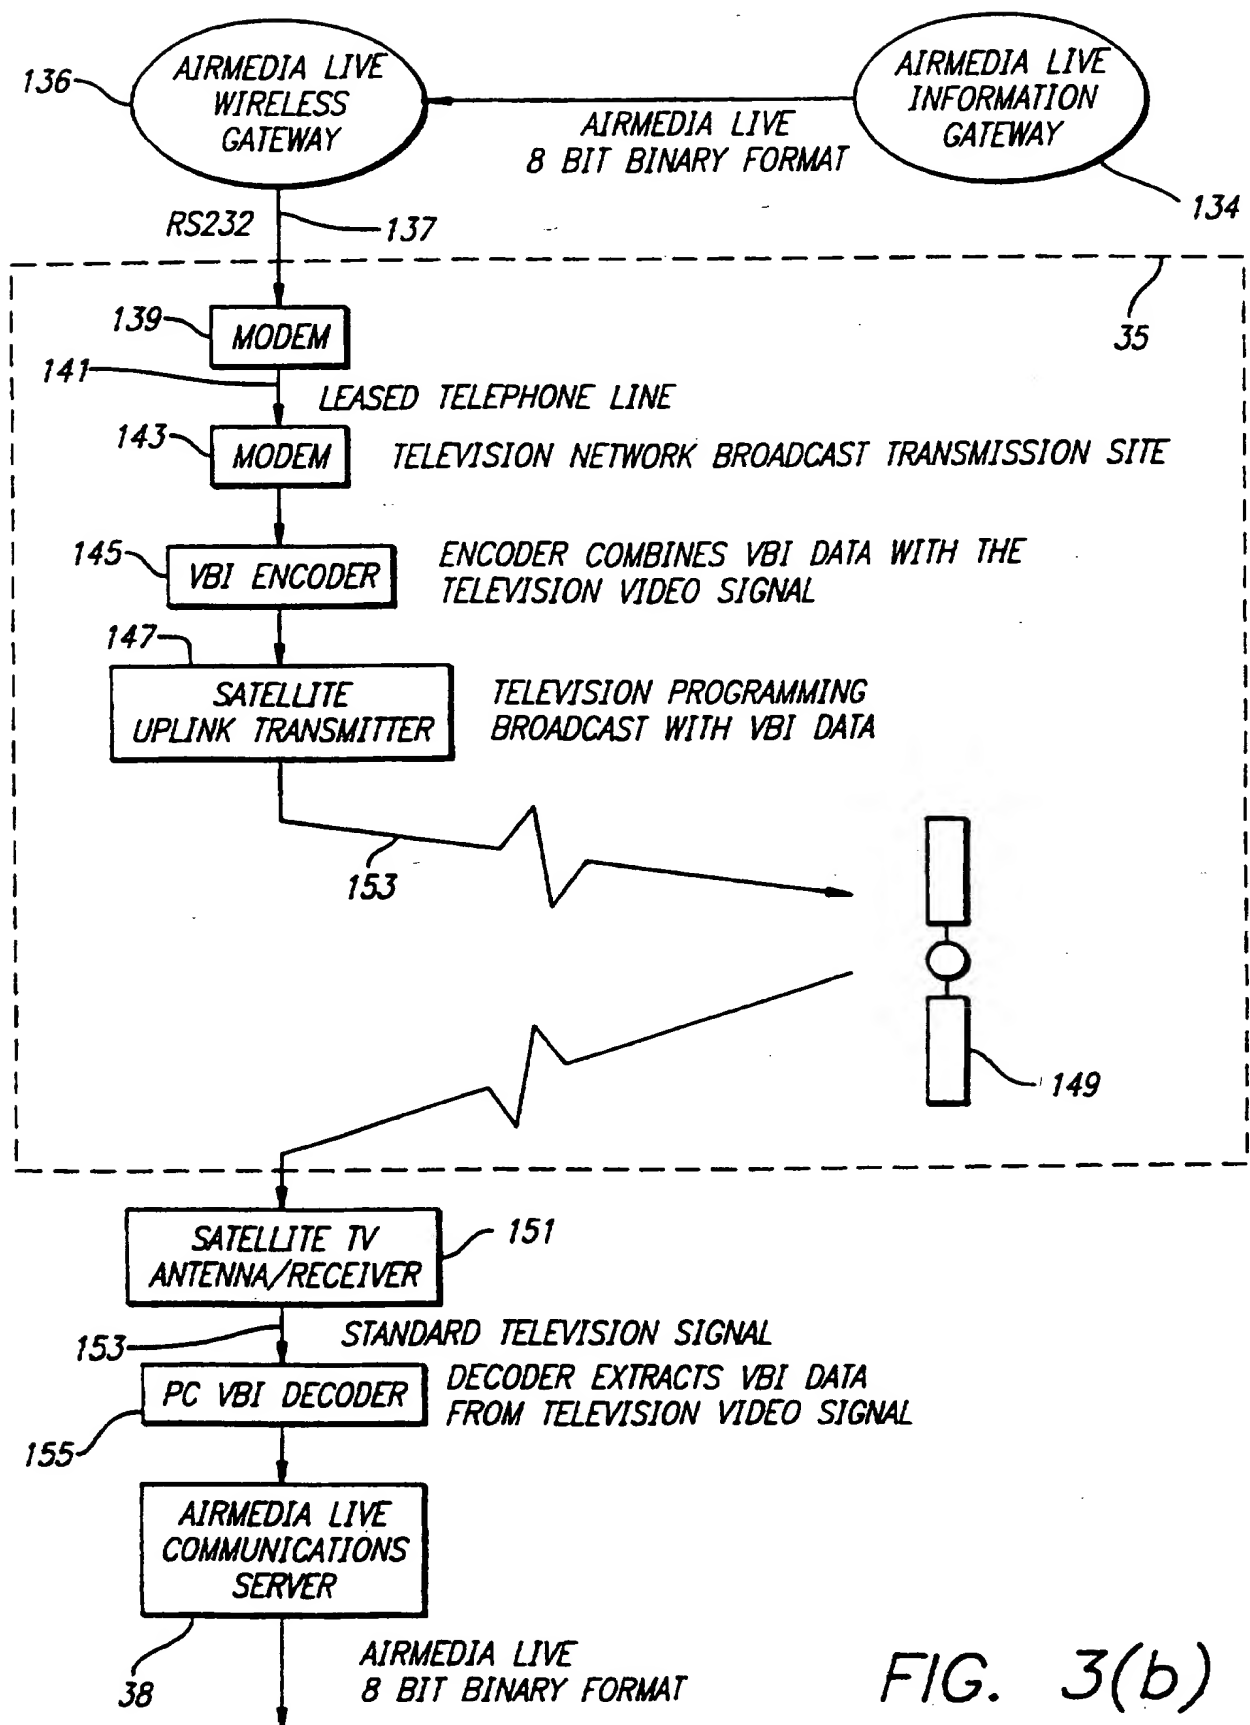 136
AIRMEDIA LIVE
WIRELESS
GATEWAY
AIRMEDIA LIVE
8 BIT BINARY FORMAT
AIRMEDIA LIVE
INFORMATION
GATEWAY
134
RS232
137
35
139
MODEM
141
LEASED TELEPHONE LINE
143
MODEM
TELEVISION NETWORK BROADCAST TRANSMISSION SITE
145
VBI ENCODER
ENCODER COMBINES VBI DATA WITH THE
TELEVISION VIDEO SIGNAL
147
SATELLITE
UPLINK TRANSMITTER
TELEVISION PROGRAMMING
BROADCAST WITH VBI DATA
153
149
SATELLITE TV
ANTENNA/RECEIVER
151
153
STANDARD TELEVISION SIGNAL
PC VBI DECODER
DECODER EXTRACTS VBI DATA
FROM TELEVISION VIDEO SIGNAL
155
AIRMEDIA LIVE
COMMUNICATIONS
SERVER
38
AIRMEDIA LIVE
8 BIT BINARY FORMAT
FIG. 3(b)